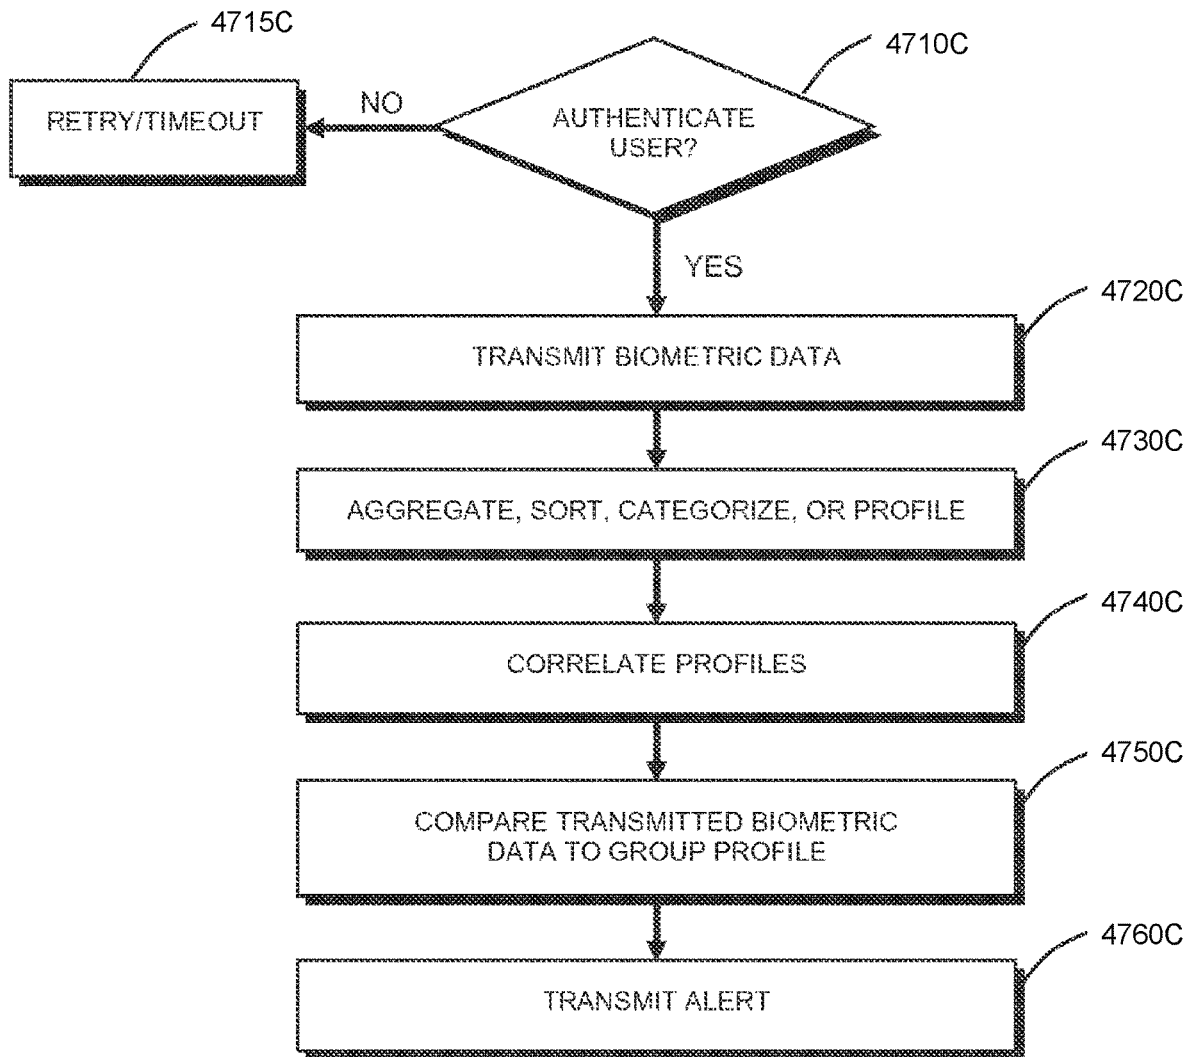 4715C
4710C
RETRY/TIMEOUT
NO
AUTHENTICATE
USER?
YES
4720C
TRANSMIT BIOMETRIC DATA
4730C
AGGREGATE, SORT, CATEGORIZE, OR PROFILE
4740C
CORRELATE PROFILES
4750C
COMPARE TRANSMITTED BIOMETRIC
DATA TO GROUP PROFILE
4760C
TRANSMIT ALERT